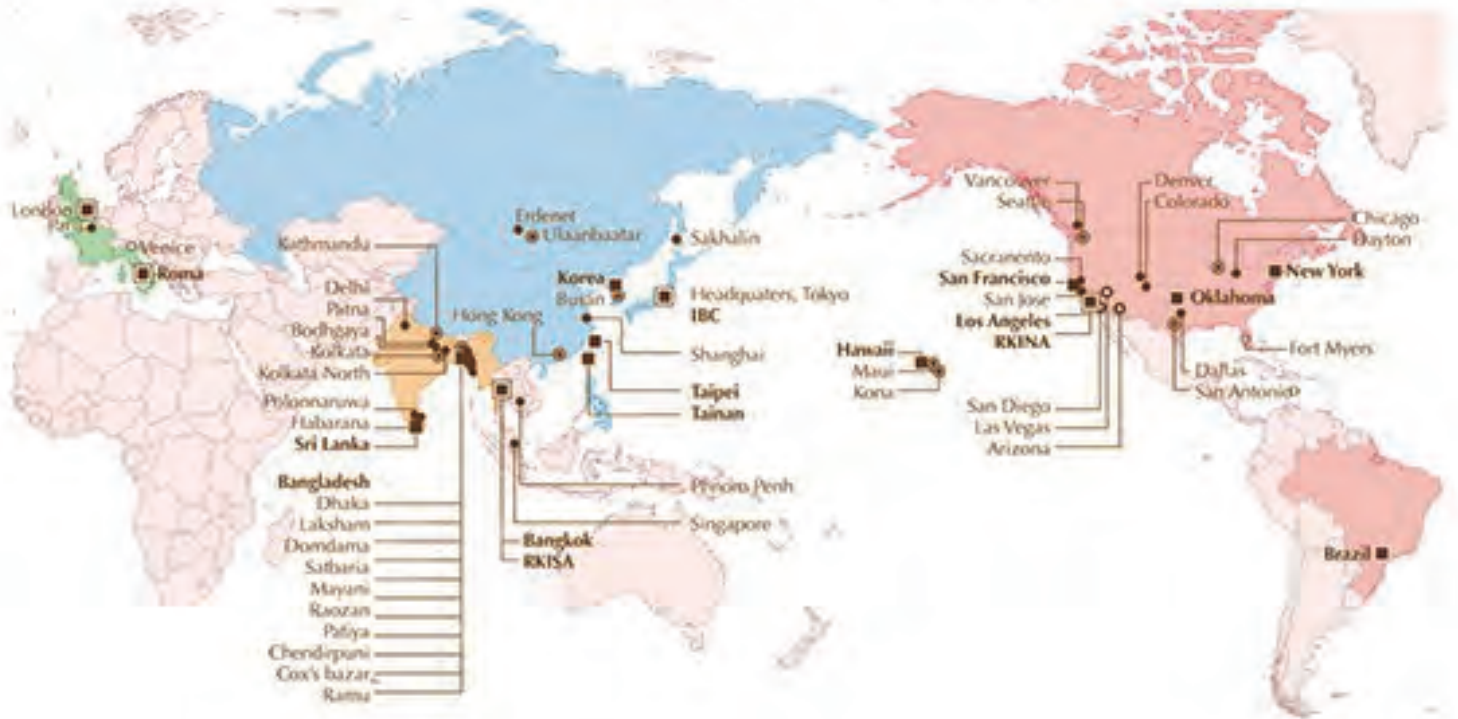 London
Paris
Venice
Roma
Kathmandu
Delhi
Patna
Bodhgaya
Kolkata
Kolkata North
Polonnaruwa
Habarana
Sri Lanka
Bangladesh
Dhaka
Laksham
Domdama
Satbaria
Mayani
Raozan
Patiya
Chendirpuni
Cox's bazar
Ramu
Erdenet
Ulaanbaatar
Sakhalin
Korea
Busan
Headquaters, Tokyo
IBC
Hong Kong
Shanghai
Taipei
Tainan
Phnom Penh
Singapore
Bangkok
RKISA
Hawaii
Maui
Kona
Vancouver
Seattle
Sacranento
San Francisco
San Jose
Los Angeles
RKINA
San Diego
Las Vegas
Arizona
Denver
Colorado
Chicago
Dayton
New York
Oklahoma
Fort Myers
Dallas
San Antonio
Brazil